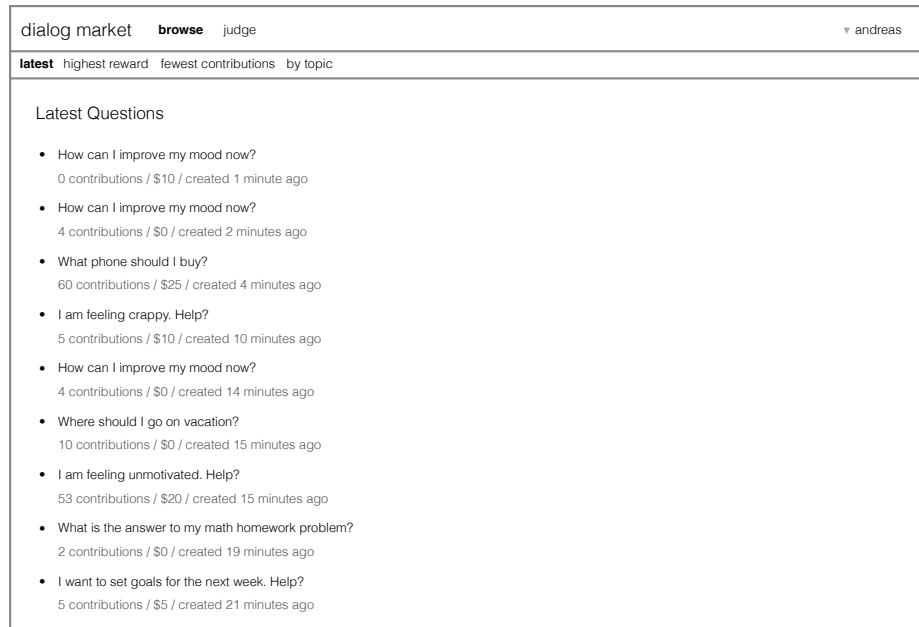 dialog market browse judge ▼ andreas
latest highest reward fewest contributions by topic
Latest Questions
• How can I improve my mood now?
0 contributions / $10 / created 1 minute ago
• How can I improve my mood now?
4 contributions / $0 / created 2 minutes ago
• What phone should I buy?
60 contributions / $25 / created 4 minutes ago
• I am feeling crappy. Help?
5 contributions / $10 / created 10 minutes ago
• How can I improve my mood now?
4 contributions / $0 / created 14 minutes ago
• Where should I go on vacation?
10 contributions / $0 / created 15 minutes ago
• I am feeling unmotivated. Help?
53 contributions / $20 / created 15 minutes ago
• What is the answer to my math homework problem?
2 contributions / $0 / created 19 minutes ago
• I want to set goals for the next week. Help?
5 contributions / $5 / created 21 minutes ago